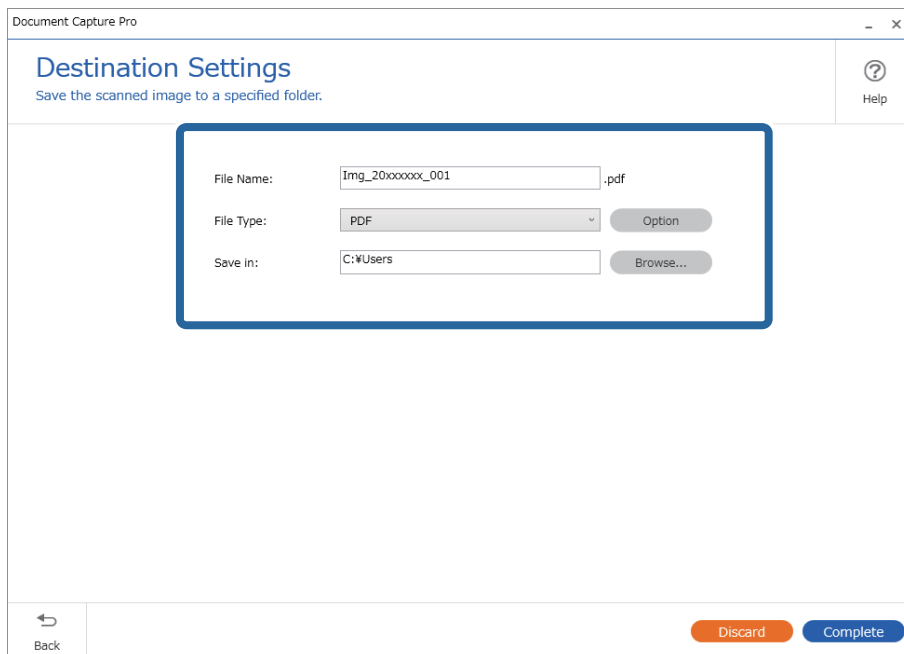 Document Capture Pro
Destination Settings
Save the scanned image to a specified folder.
Help
File Name: Img_20xxxxxx_001 .pdf
File Type: PDF Option
Save in: C:¥Users Browse...
Back
Discard Complete